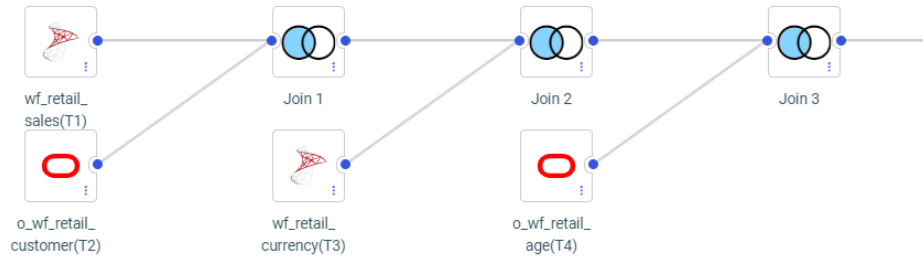 wf_retail_
sales(T1)
Join 1
Join 2
Join 3
o_wf_retail_
customer(T2)
wf_retail_
currency(T3)
o_wf_retail_
age(T4)